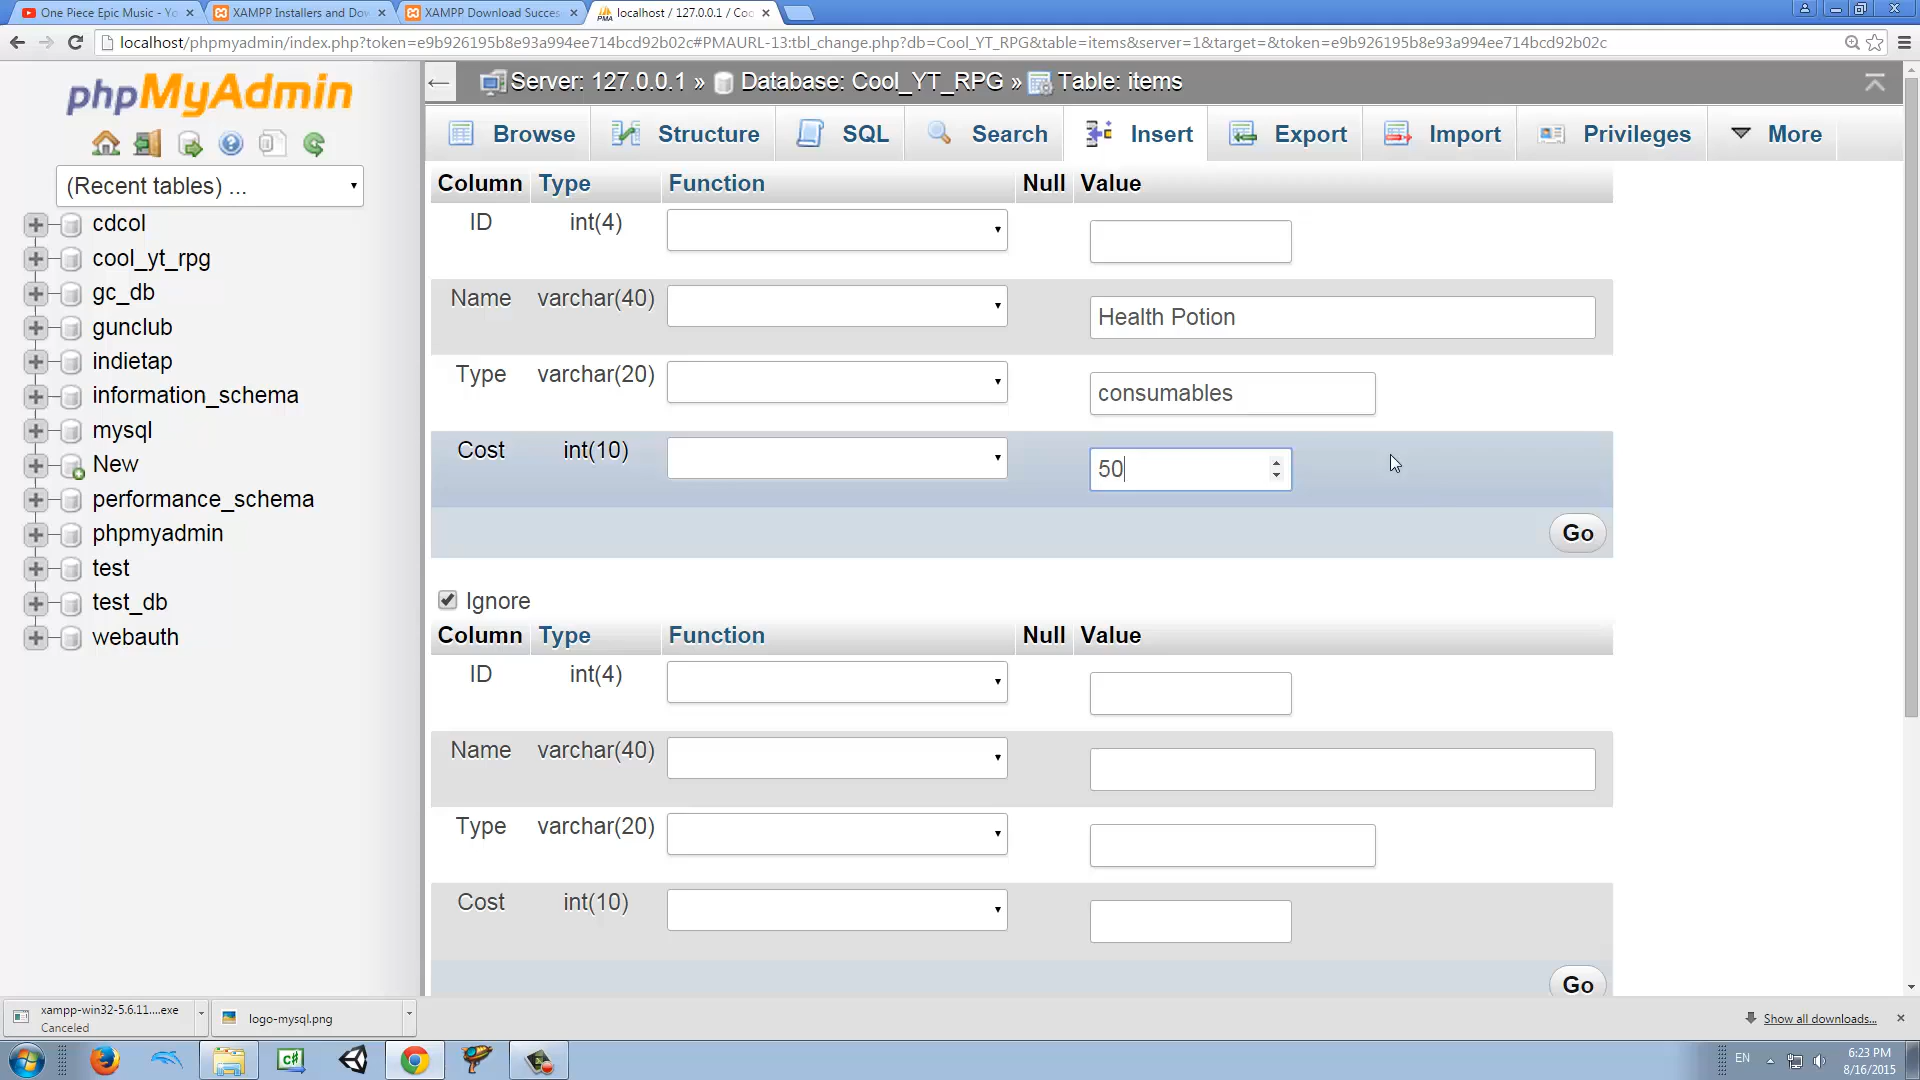 One Piece Epic Music - Yo
XAMPP Installers and Dow
XAMPP Download Succes
localhost / 127.0.0.1 / Coo
localhost/phpmyadmin/index.php?token=e9b926195b8e93a994ee714bcd92b02c#PMAURL-13:tbl_change.php?db=Cool_YT_RPG&table=items&server=1&target=&token=e9b926195b8e93a994ee714bcd92b02c
phpMyAdmin
(Recent tables) ...
cdcol
cool_yt_rpg
gc_db
gunclub
indietap
information_schema
mysql
New
performance_schema
phpmyadmin
test
test_db
webauth
Server: 127.0.0.1 » Database: Cool_YT_RPG » Table: items
Browse Structure SQL Search Insert Export Import Privileges More
Column Type Function Null Value
ID int(4)
Name varchar(40) Health Potion
Type varchar(20) consumables
Cost int(10) 50
Go
Ignore
Column Type Function Null Value
ID int(4)
Name varchar(40)
Type varchar(20)
Cost int(10)
Go
xampp-win32-5.6.11....exe
Canceled
logo-mysql.png
Show all downloads...
EN
6:23 PM
8/16/2015